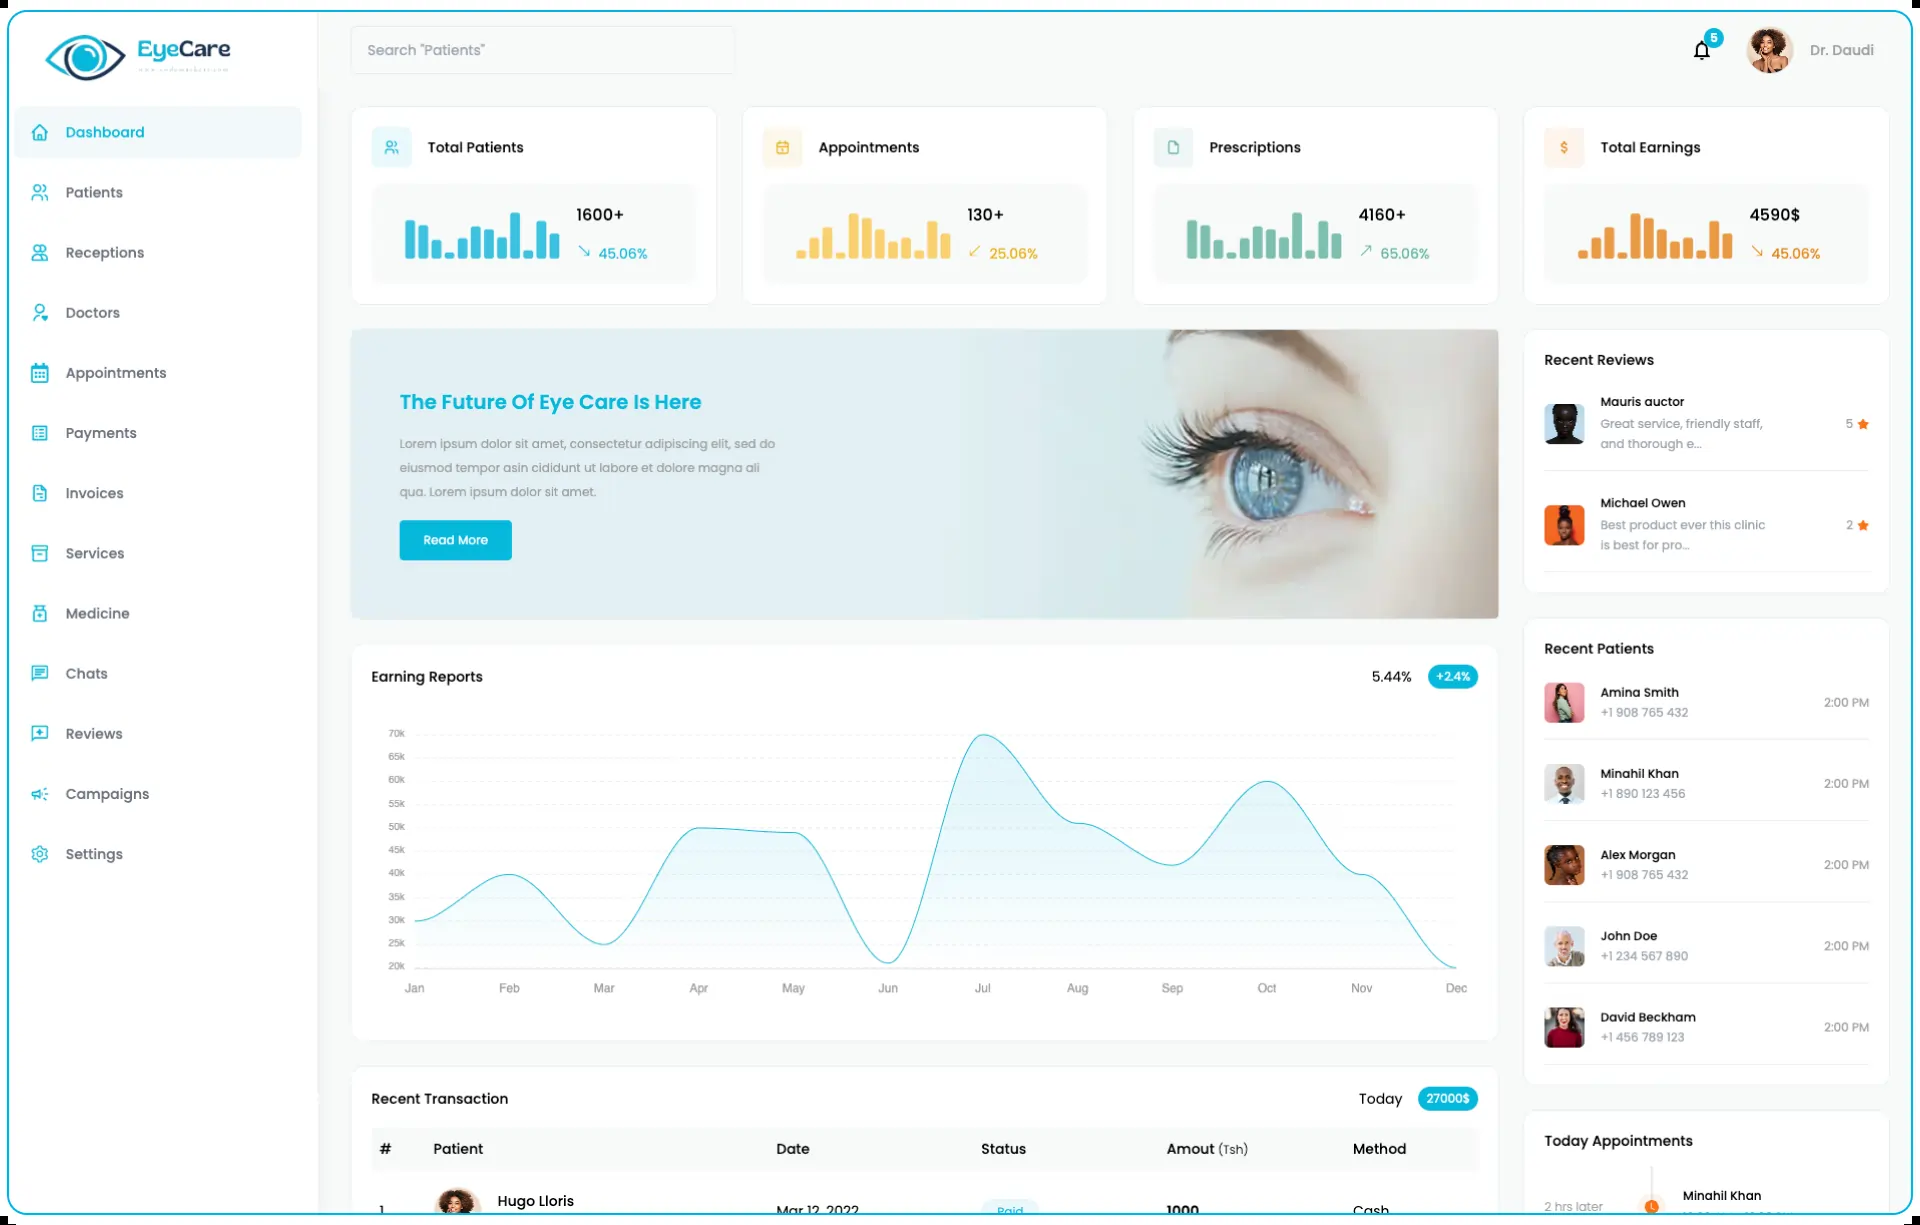 EyeCare
Search "Patients"
5
Dr. Daudi
Dashboard
Patients
Receptions
Doctors
Appointments
Payments
Invoices
Services
Medicine
Chats
Reviews
Campaigns
Settings
Total Patients
1600+
45.06%
Appointments
130+
25.06%
Prescriptions
4160+
65.06%
Total Earnings
4590$
45.06%
The Future Of Eye Care Is Here
Lorem ipsum dolor sit amet, consectetur adipiscing elit, sed do
eiusmod tempor asin cididunt ut labore et dolore magna ali
qua. Lorem ipsum dolor sit amet.
Read More
Recent Reviews
Mauris auctor
Great service, friendly staff,
and thorough e...
5
Michael Owen
Best product ever this clinic
is best for pro...
2
Earning Reports
5.44%
+2.4%
70k
65k
60k
55k
50k
45k
40k
35k
30k
25k
20k
Jan Feb Mar Apr May Jun Jul Aug Sep Oct Nov Dec
Recent Patients
Amina Smith
+1 908 765 432
2:00 PM
Minahil Khan
+1 890 123 456
2:00 PM
Alex Morgan
+1 908 765 432
2:00 PM
John Doe
+1 234 567 890
2:00 PM
David Beckham
+1 456 789 123
2:00 PM
Recent Transaction
Today
27000$
# Patient Date Status Amout (Tsh) Method
1 Hugo Lloris Mar 12, 2022 Paid 1000 Cash
Today Appointments
2 hrs later
Minahil Khan